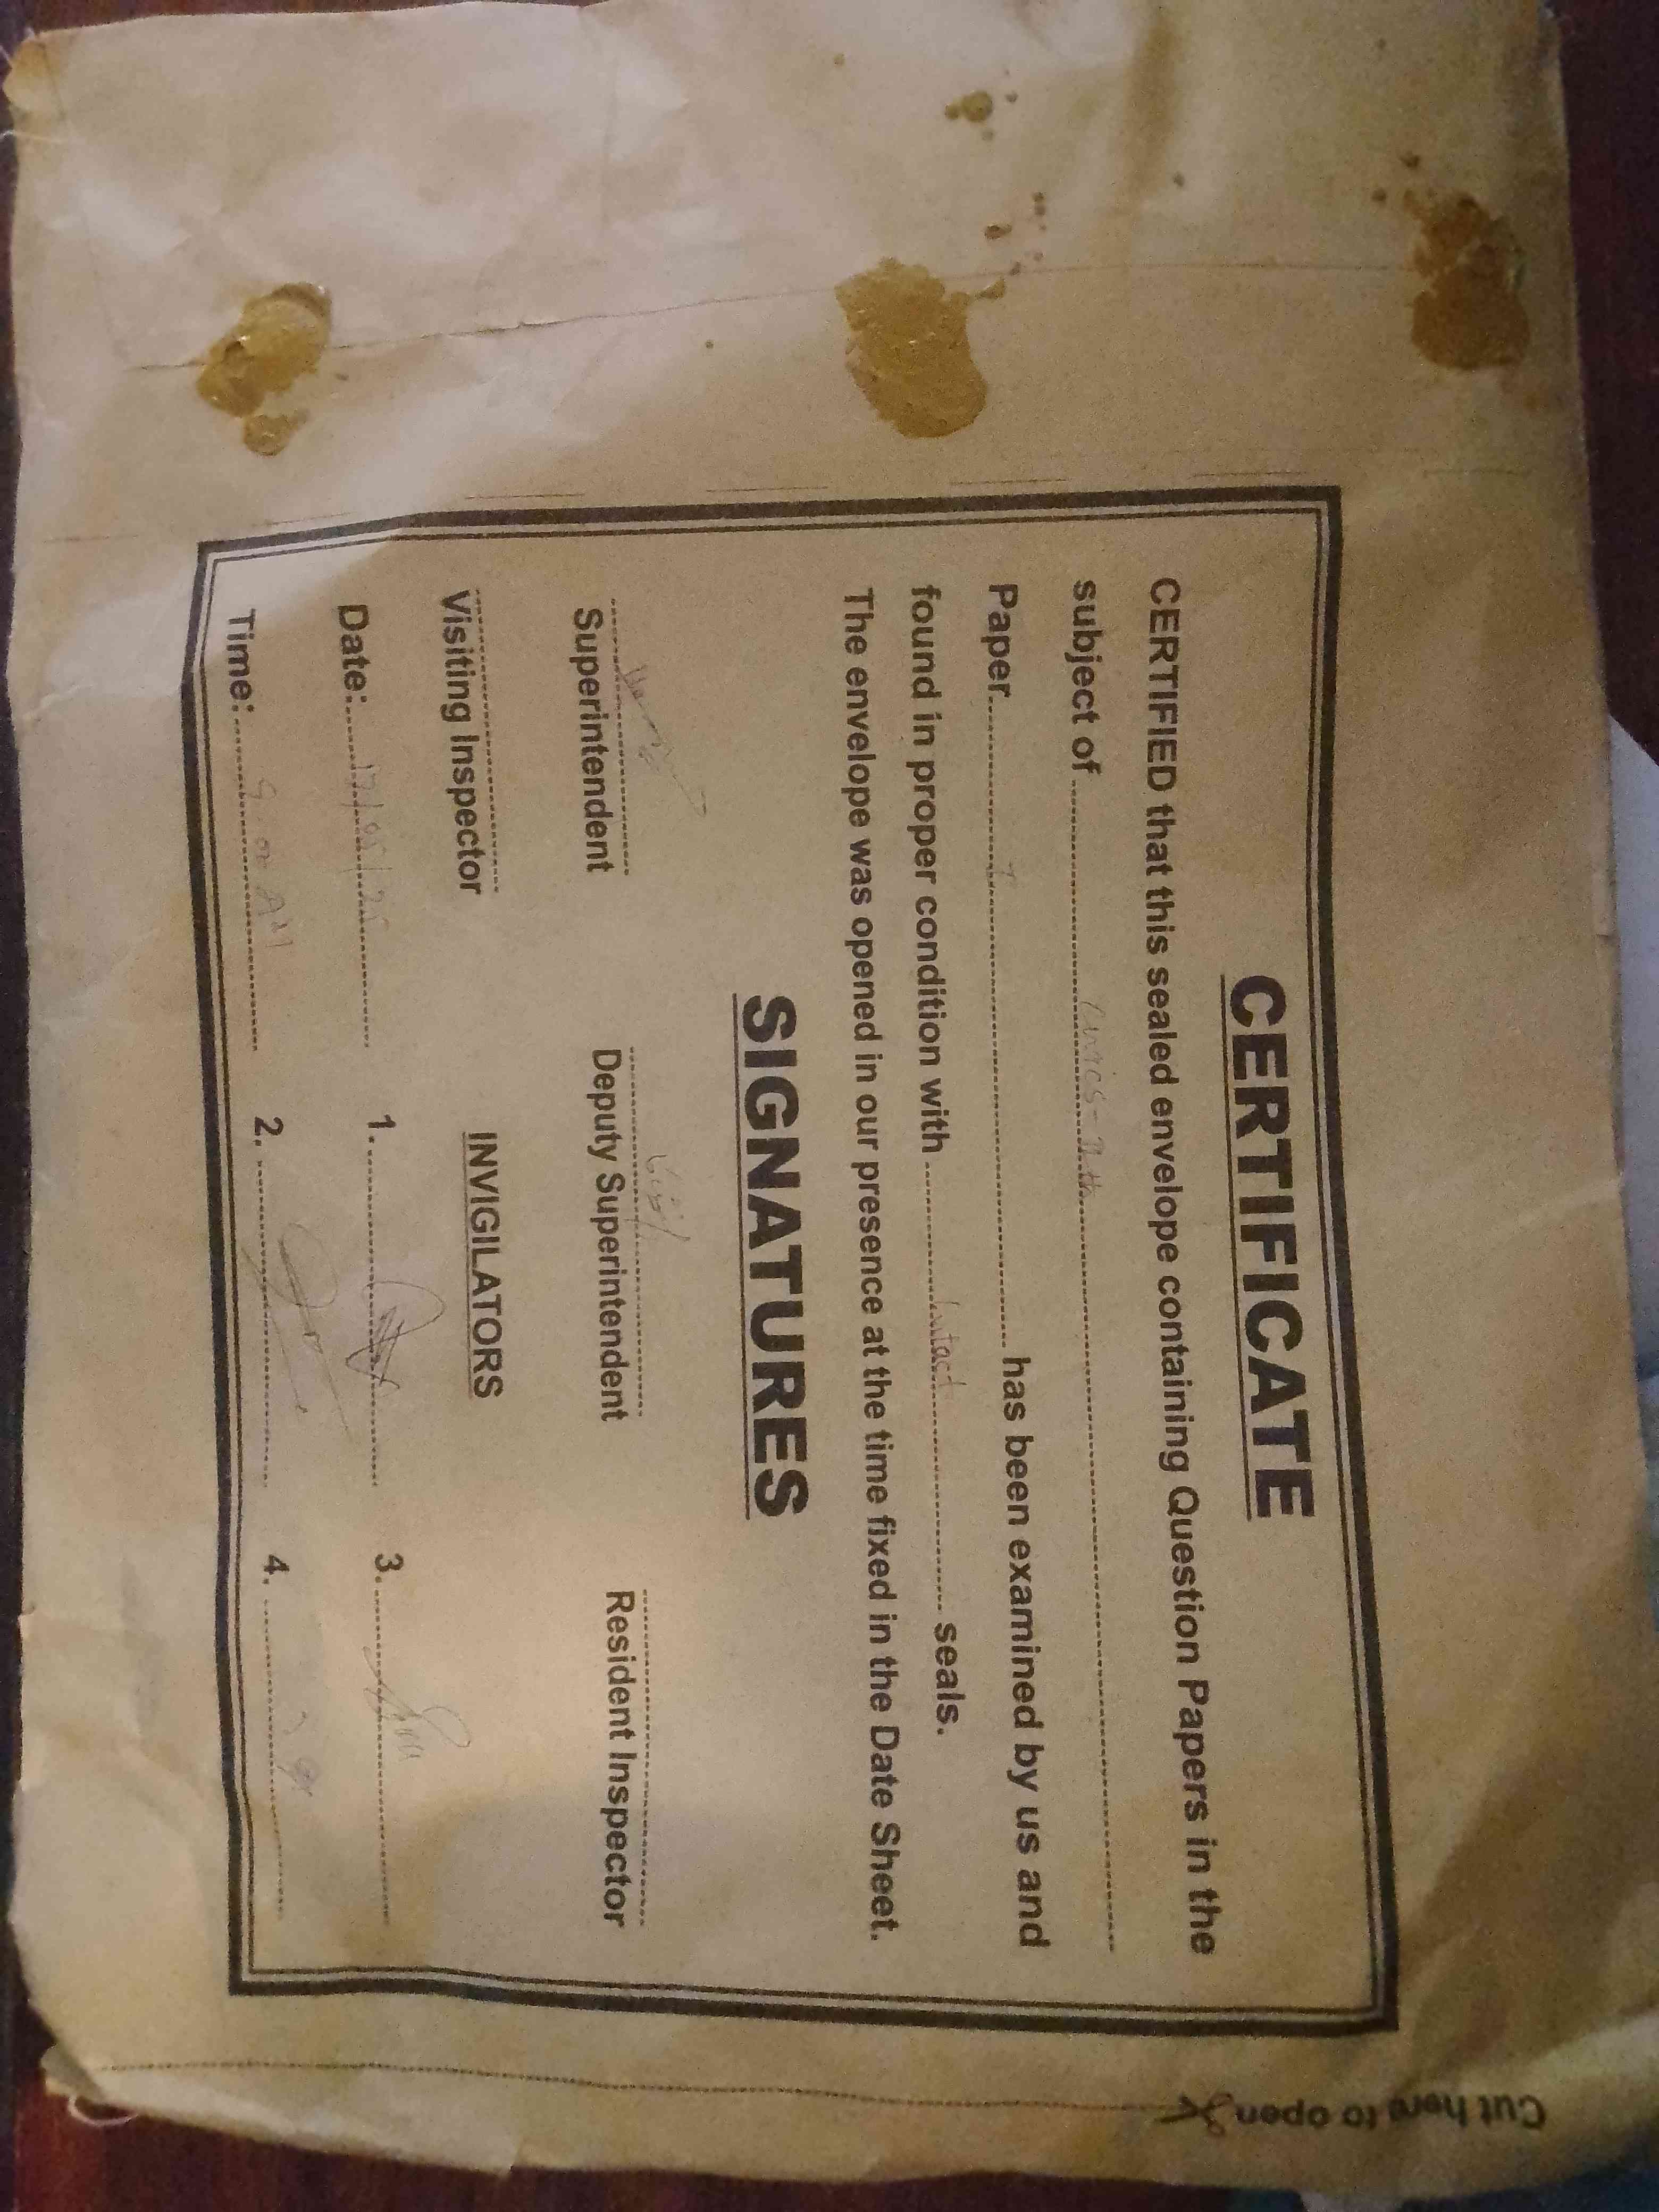 CERTIFICATE
CERTIFIED that this sealed envelope containing Question Papers in the
subject of
Paper has been examined by us and
found in proper condition with Intact seals.
The envelope was opened in our presence at the time fixed in the Date Sheet.
SIGNATURES
Superintendent Deputy Superintendent Resident Inspector
Visiting Inspector INVIGILATORS
Date: 1. 3.
Time: 2. 4.
Cut here to open